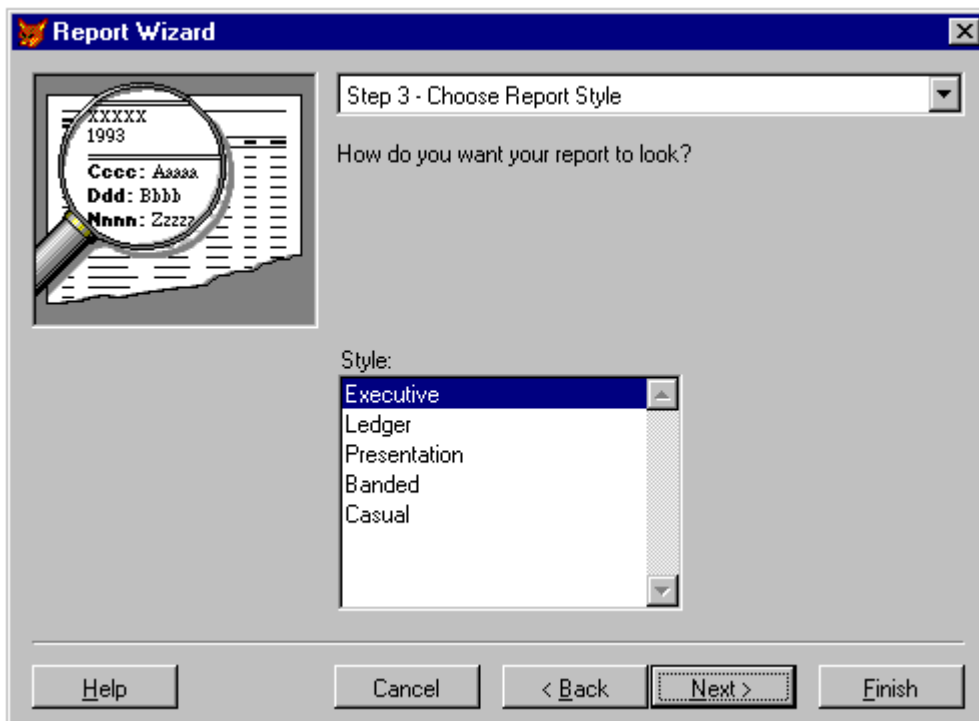 Report Wizard
Step 3 - Choose Report Style
XXXXX
1993
Cccc: Aaaaa
Ddd: Bbbb
Nnnn: Zzzzz
How do you want your report to look?
Style:
Executive
Ledger
Presentation
Banded
Casual
Help
Cancel
< Back
Next >
Finish